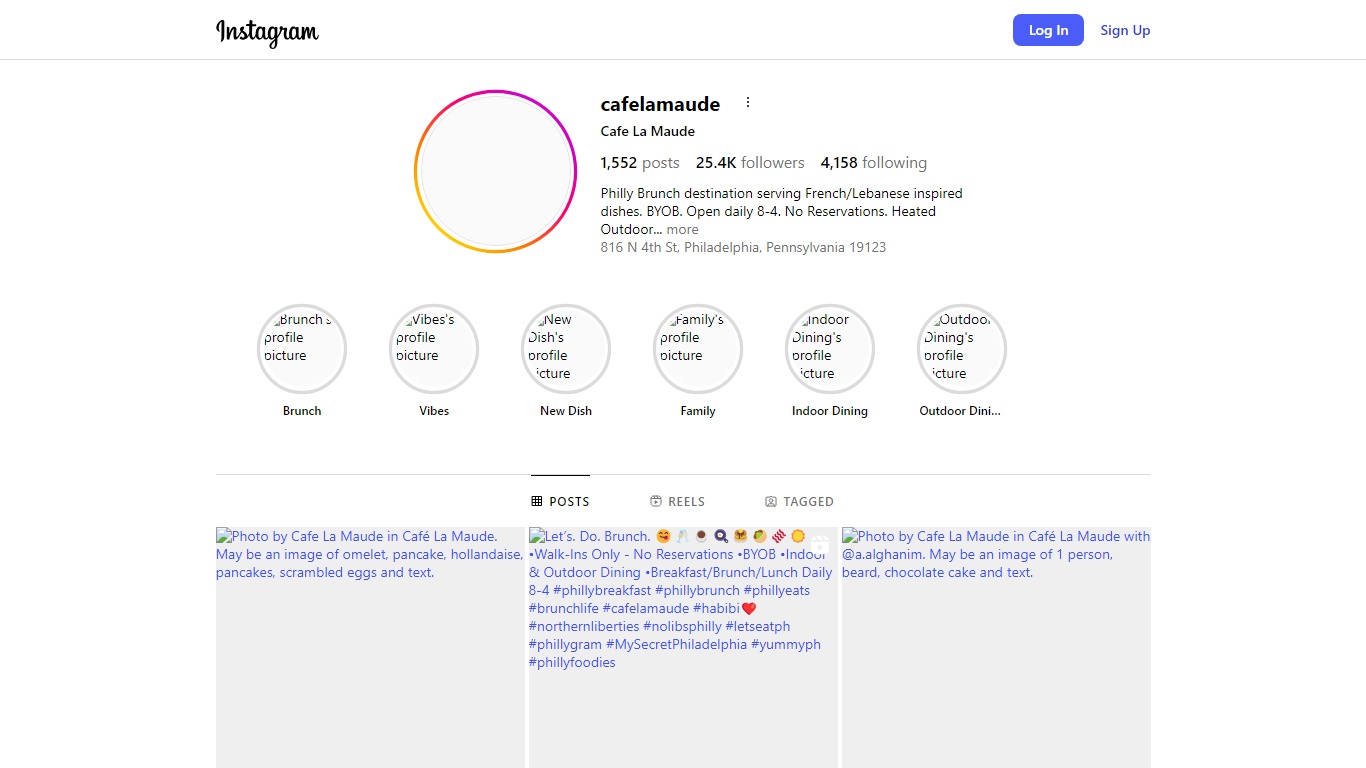 Instagram
Log In
Sign Up
cafelamaude
Cafe La Maude
1,552 posts 25.4K followers 4,158 following
Philly Brunch destination serving French/Lebanese inspired
dishes. BYOB. Open daily 8-4. No Reservations. Heated
Outdoor... more
816 N 4th St, Philadelphia, Pennsylvania 19123
Brunch's
profile
picture
Vibes's
profile
picture
New
Dish's
profile
picture
Family's
profile
picture
Indoor
Dining's
profile
picture
Outdoor
Dining's
profile
picture
Brunch
Vibes
New Dish
Family
Indoor Dining
Outdoor Dini...
POSTS
REELS
TAGGED
Photo by Cafe La Maude in Café La Maude.
May be an image of omelet, pancake, hollandaise,
pancakes, scrambled eggs and text.
Let's. Do. Brunch. 😋 🥂 ☕ 🍳 🥞 🌮 🥓 🌞
•Walk-Ins Only - No Reservations •BYOB •Indoor
& Outdoor Dining •Breakfast/Brunch/Lunch Daily
8-4 #phillybreakfast #phillybrunch #phillyeats
#brunchlife #cafelamaude #habibi❤️
#northernliberties #nolibsphilly #letseatph
#phillygram #MySecretPhiladelphia #yummyph
#phillyfoodies
Photo by Cafe La Maude in Café La Maude with
@a.alghanim. May be an image of 1 person,
beard, chocolate cake and text.